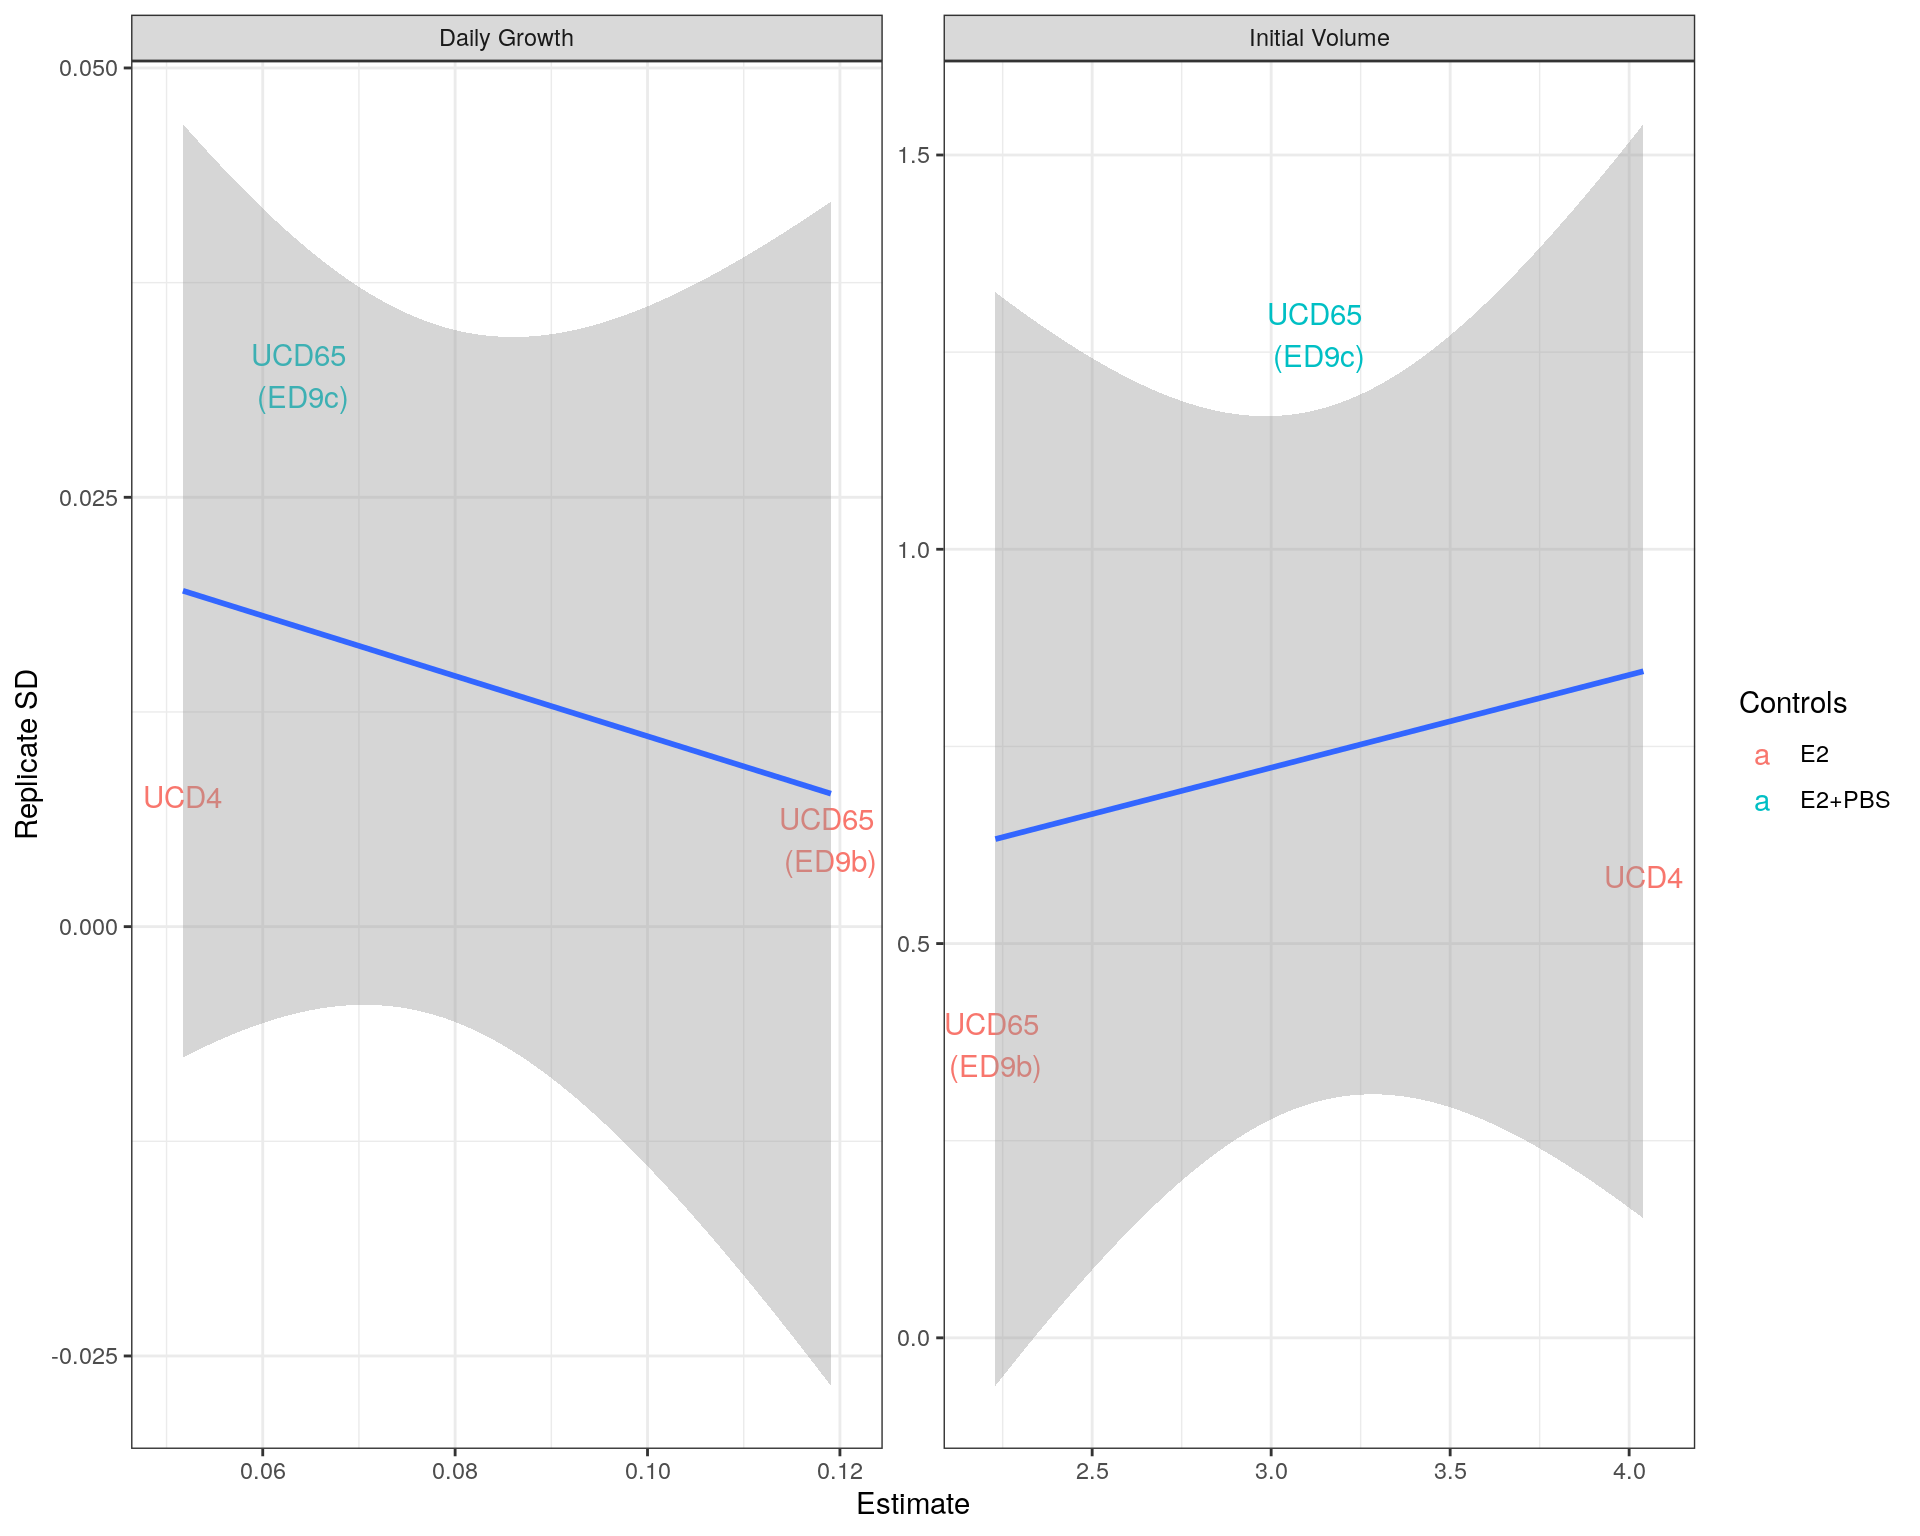 Daily Growth
Initial Volume
0.050
0.025
0.000
-0.025
1.5
1.0
0.5
0.0
UCD65
(ED9c)
UCD4
UCD65
(ED9b)
UCD65
(ED9c)
UCD4
UCD65
(ED9b)
0.06 0.08 0.10 0.12
2.5 3.0 3.5 4.0
Estimate
Replicate SD
Controls
a E2
a E2+PBS